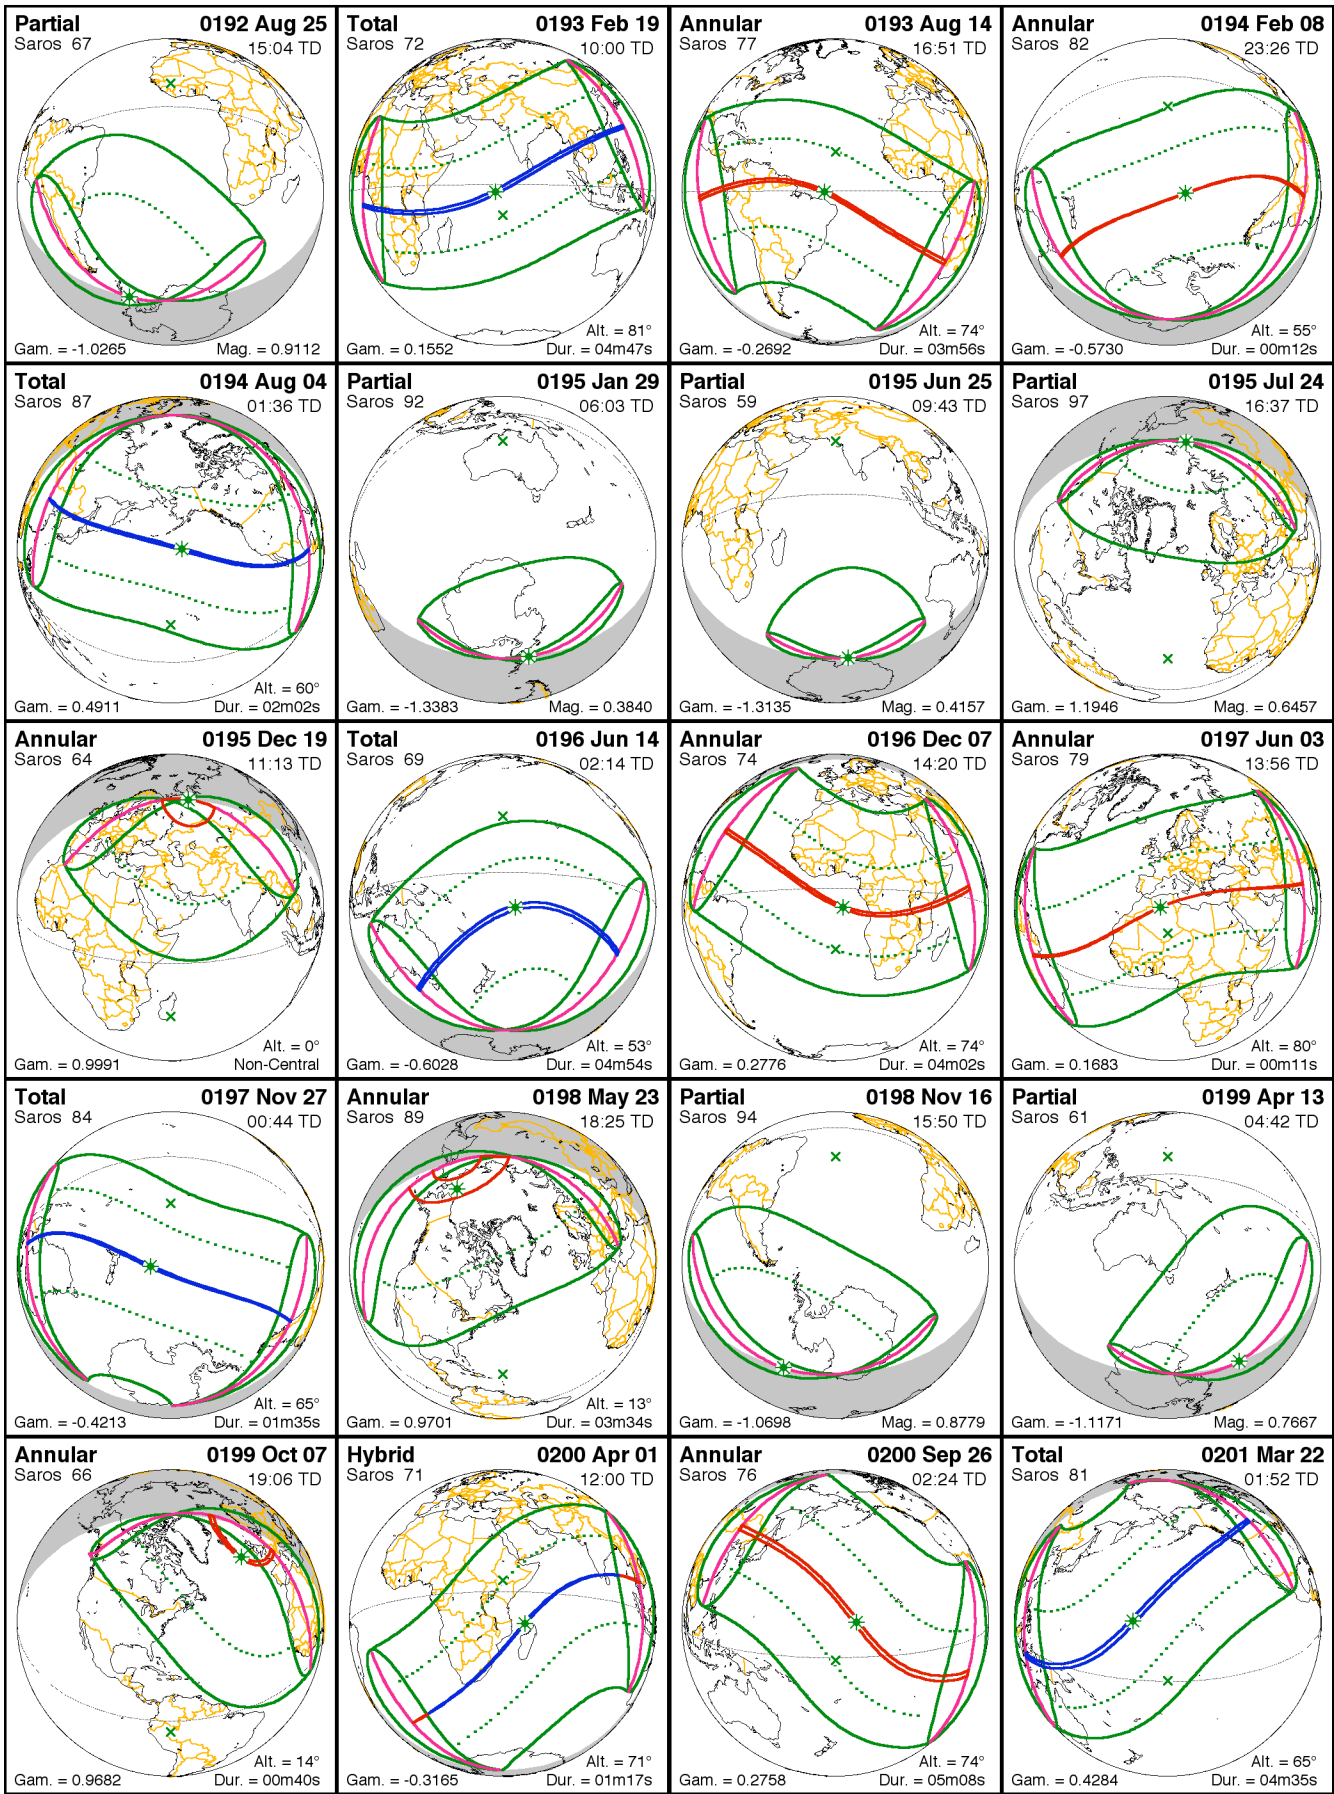 Partial 0192 Aug 25
Saros 67 15:04 TD
Gam. = -1.0265 Mag. = 0.9112
Total 0193 Feb 19
Saros 72 10:00 TD
Alt. = 81°
Gam. = 0.1552 Dur. = 04m47s
Annular 0193 Aug 14
Saros 77 16:51 TD
Alt. = 74°
Gam. = -0.2692 Dur. = 03m56s
Annular 0194 Feb 08
Saros 82 23:26 TD
Alt. = 55°
Gam. = -0.5730 Dur. = 00m12s
Total 0194 Aug 04
Saros 87 01:36 TD
Alt. = 60°
Gam. = 0.4911 Dur. = 02m02s
Partial 0195 Jan 29
Saros 92 06:03 TD
Gam. = -1.3383 Mag. = 0.3840
Partial 0195 Jun 25
Saros 59 09:43 TD
Gam. = -1.3135 Mag. = 0.4157
Partial 0195 Jul 24
Saros 97 16:37 TD
Gam. = 1.1946 Mag. = 0.6457
Annular 0195 Dec 19
Saros 64 11:13 TD
Alt. = 0°
Gam. = 0.9991 Non-Central
Total 0196 Jun 14
Saros 69 02:14 TD
Alt. = 53°
Gam. = -0.6028 Dur. = 04m54s
Annular 0196 Dec 07
Saros 74 14:20 TD
Alt. = 74°
Gam. = 0.2776 Dur. = 04m02s
Annular 0197 Jun 03
Saros 79 13:56 TD
Alt. = 80°
Gam. = 0.1683 Dur. = 00m11s
Total 0197 Nov 27
Saros 84 00:44 TD
Alt. = 65°
Gam. = -0.4213 Dur. = 01m35s
Annular 0198 May 23
Saros 89 18:25 TD
Alt. = 13°
Gam. = 0.9701 Dur. = 03m34s
Partial 0198 Nov 16
Saros 94 15:50 TD
Gam. = -1.0698 Mag. = 0.8779
Partial 0199 Apr 13
Saros 61 04:42 TD
Gam. = -1.1171 Mag. = 0.7667
Annular 0199 Oct 07
Saros 66 19:06 TD
Alt. = 14°
Gam. = 0.9682 Dur. = 00m40s
Hybrid 0200 Apr 01
Saros 71 12:00 TD
Alt. = 71°
Gam. = -0.3165 Dur. = 01m17s
Annular 0200 Sep 26
Saros 76 02:24 TD
Alt. = 74°
Gam. = 0.2758 Dur. = 05m08s
Total 0201 Mar 22
Saros 81 01:52 TD
Alt. = 65°
Gam. = 0.4284 Dur. = 04m35s